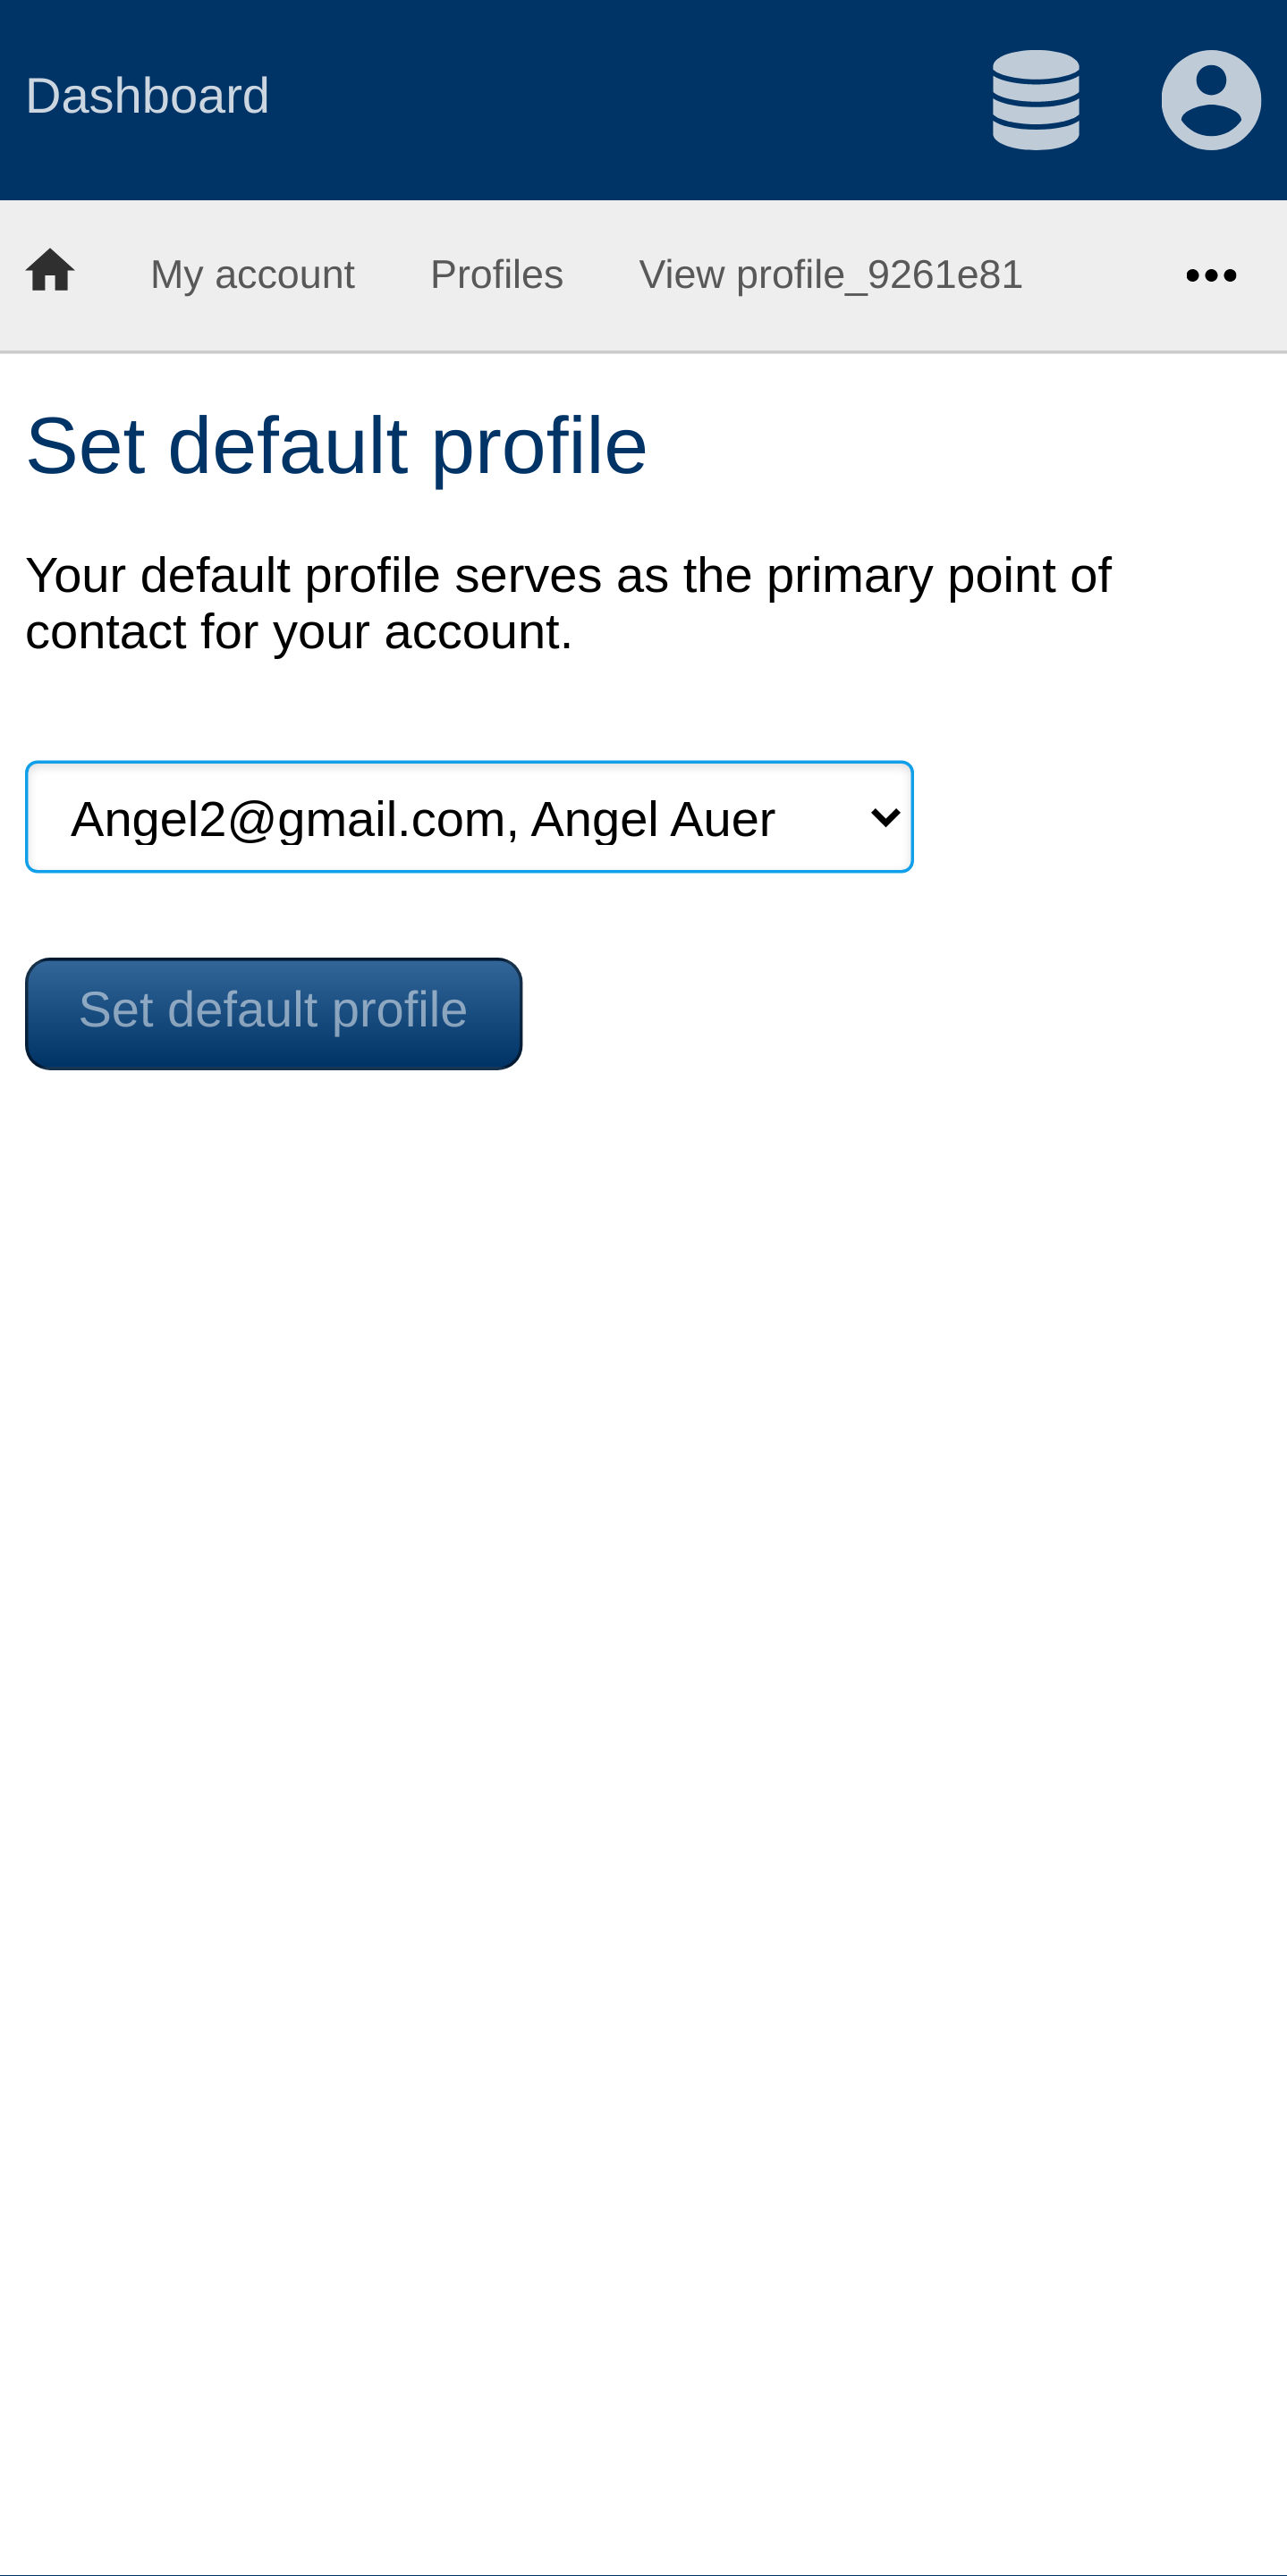 Dashboard
My account Profiles View profile_9261e81
Set default profile
Your default profile serves as the primary point of
contact for your account.
Angel2@gmail.com, Angel Auer
Set default profile